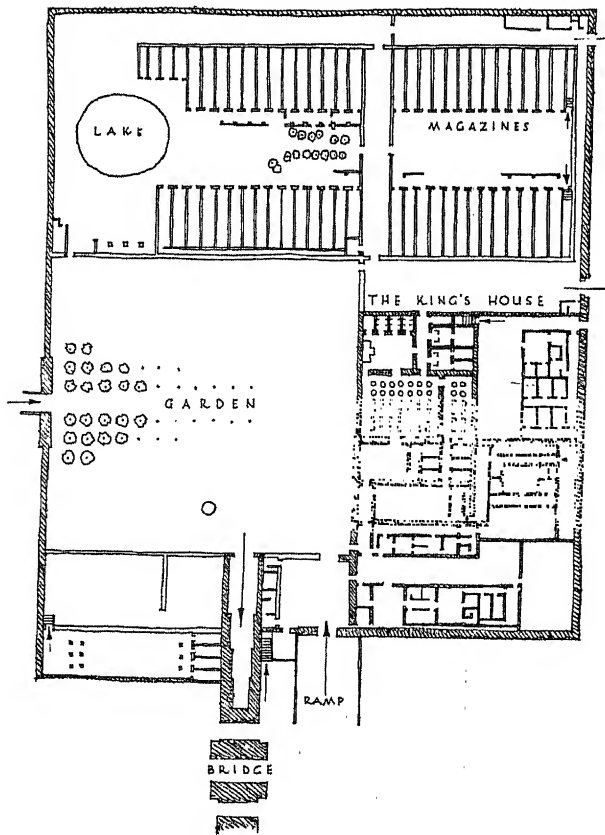 LAKE
MAGAZINES
THE KING'S HOUSE
GARDEN
RAMP
BRIDGE